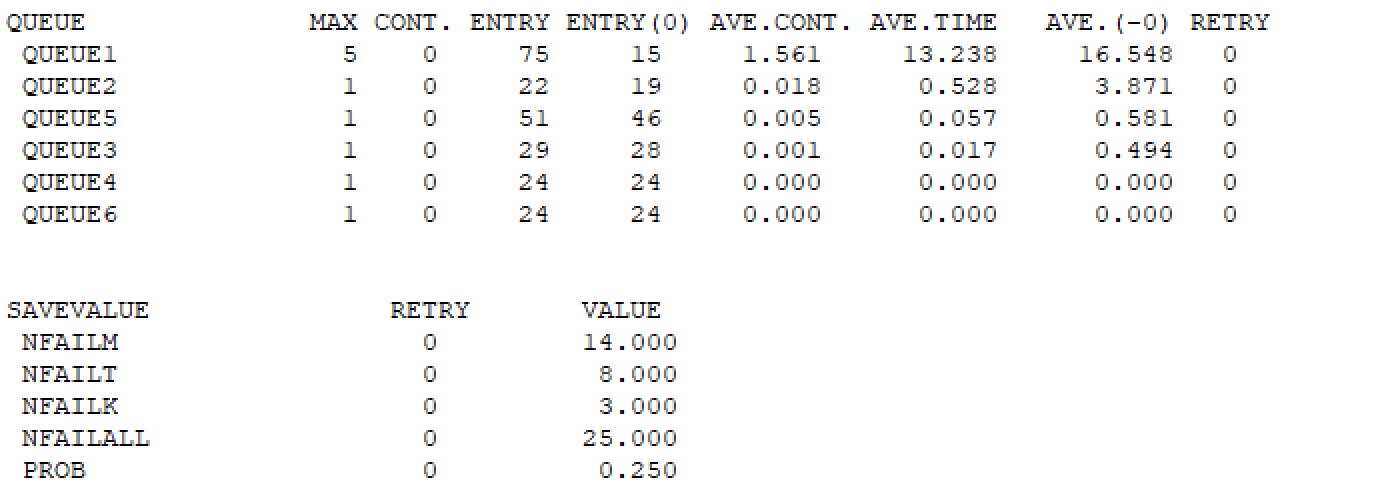 QUEUE MAX CONT. ENTRY ENTRY(0) AVE.CONT. AVE.TIME AVE.(-0) RETRY
QUEUE1 5 0 75 15 1.561 13.238 16.548 0
QUEUE2 1 0 22 19 0.018 0.528 3.871 0
QUEUE5 1 0 51 46 0.005 0.057 0.581 0
QUEUE3 1 0 29 28 0.001 0.017 0.494 0
QUEUE4 1 0 24 24 0.000 0.000 0.000 0
QUEUE6 1 0 24 24 0.000 0.000 0.000 0
SAVEVALUE RETRY VALUE
NFAILM 0 14.000
NFAILT 0 8.000
NFAILK 0 3.000
NFAILALL 0 25.000
PROB 0 0.250